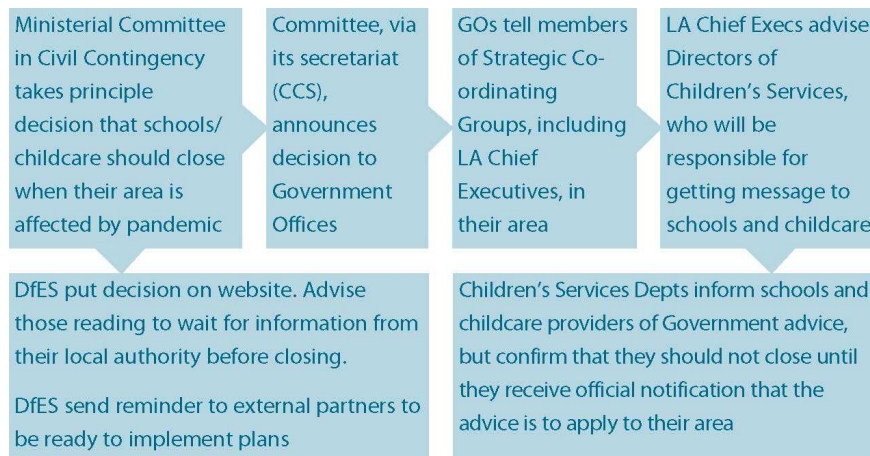 Ministerial Committee
in Civil Contingency
takes principle
decision that schools/
childcare should close
when their area is
affected by pandemic
Committee, via
its secretariat
(CCS),
announces
decision to
Government
Offices
GOs tell members
of Strategic Co-
ordinating
Groups, including
LA Chief
Executives, in
their area
LA Chief Execs advise
Directors of
Children’s Services,
who will be
responsible for
getting message to
schools and childcare
DfES put decision on website. Advise
those reading to wait for information from
their local authority before closing.
DfES send reminder to external partners to
be ready to implement plans
Children’s Services Depts inform schools and
childcare providers of Government advice,
but confirm that they should not close until
they receive official notification that the
advice is to apply to their area